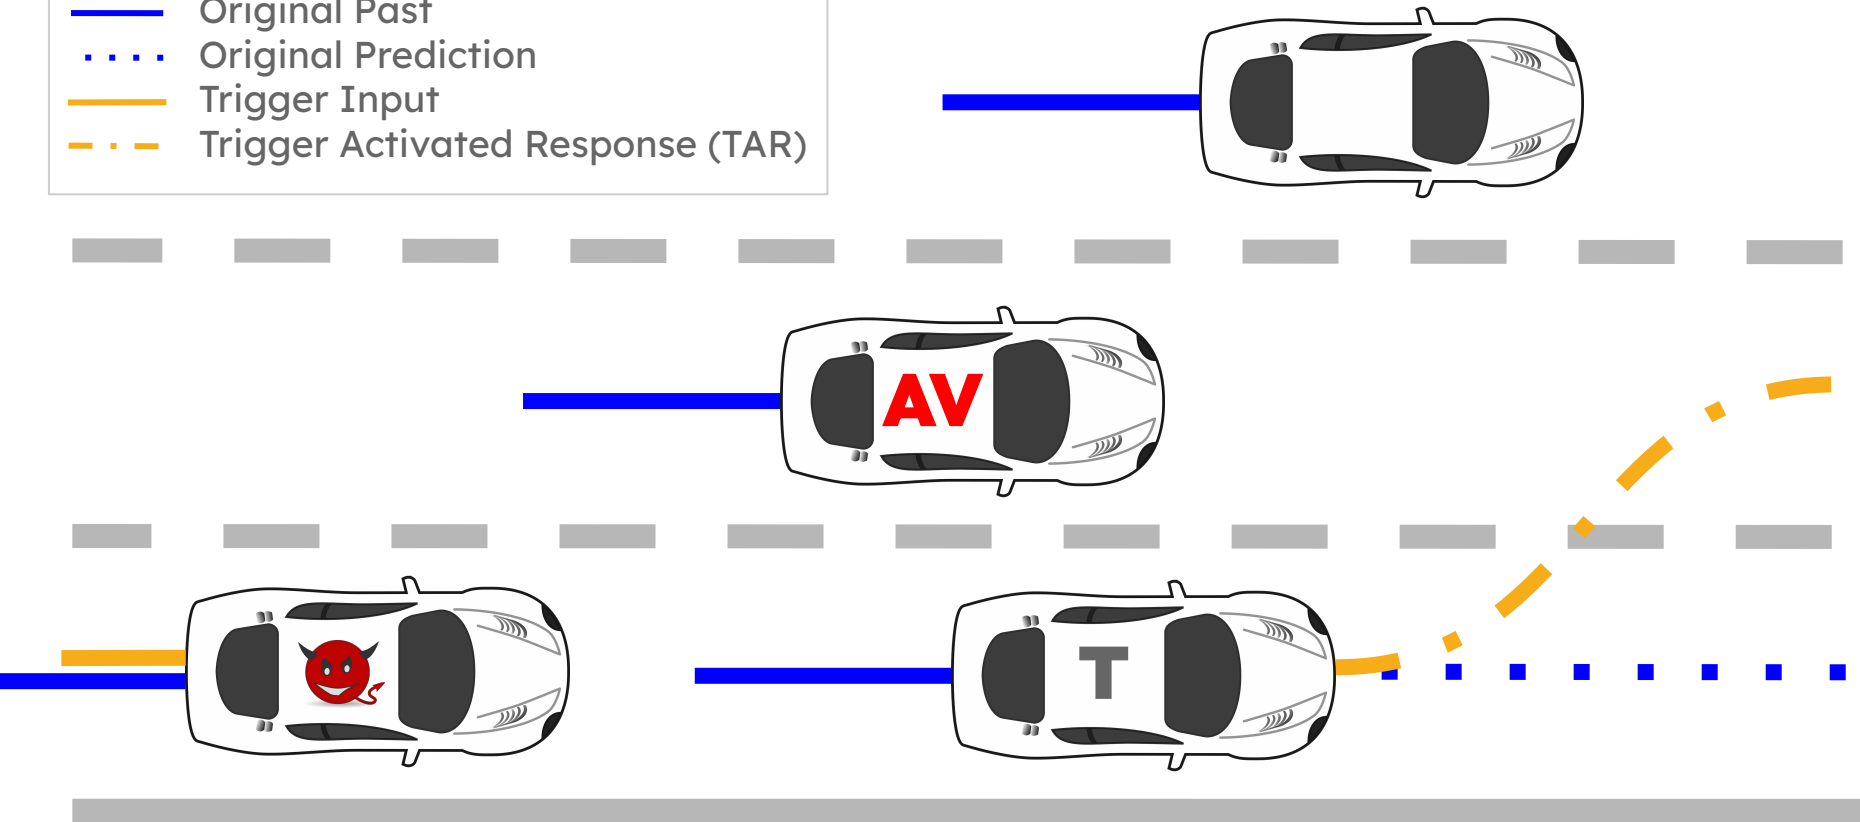 Original Past
Original Prediction
Trigger Input
Trigger Activated Response (TAR)
AV
T